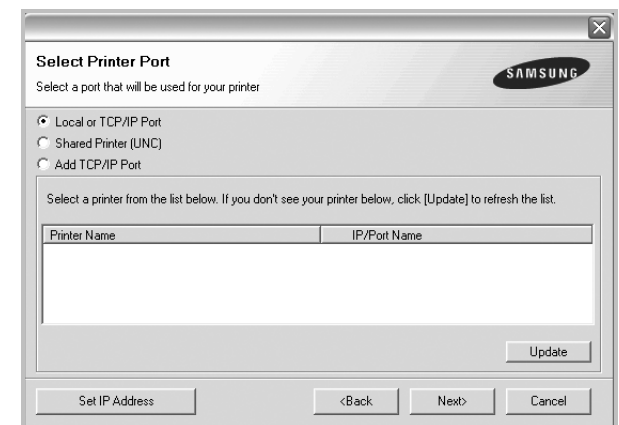 Select Printer Port
Select a port that will be used for your printer
SAMSUNG
Local or TCP/IP Port
Shared Printer (UNC)
Add TCP/IP Port
Select a printer from the list below. If you don't see your printer below, click [Update] to refresh the list.
Printer Name IP/Port Name
Update
Set IP Address <Back Next> Cancel